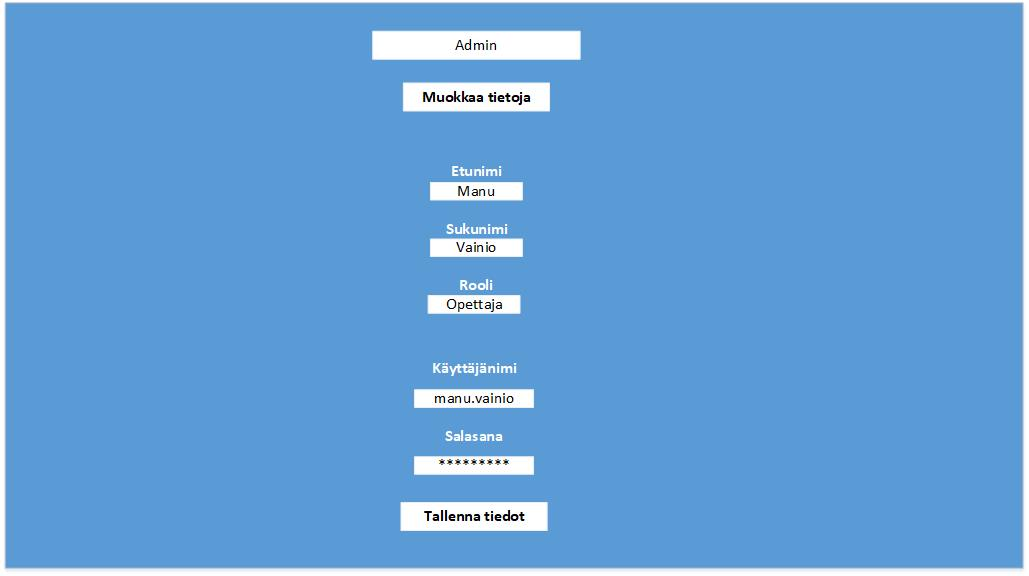 Admin
Muokkaa tietoja
Etunimi
Manu
Sukunimi
Vainio
Rooli
Opettaja
Käyttäjänimi
manu.vainio
Salasana
*********
Tallenna tiedot